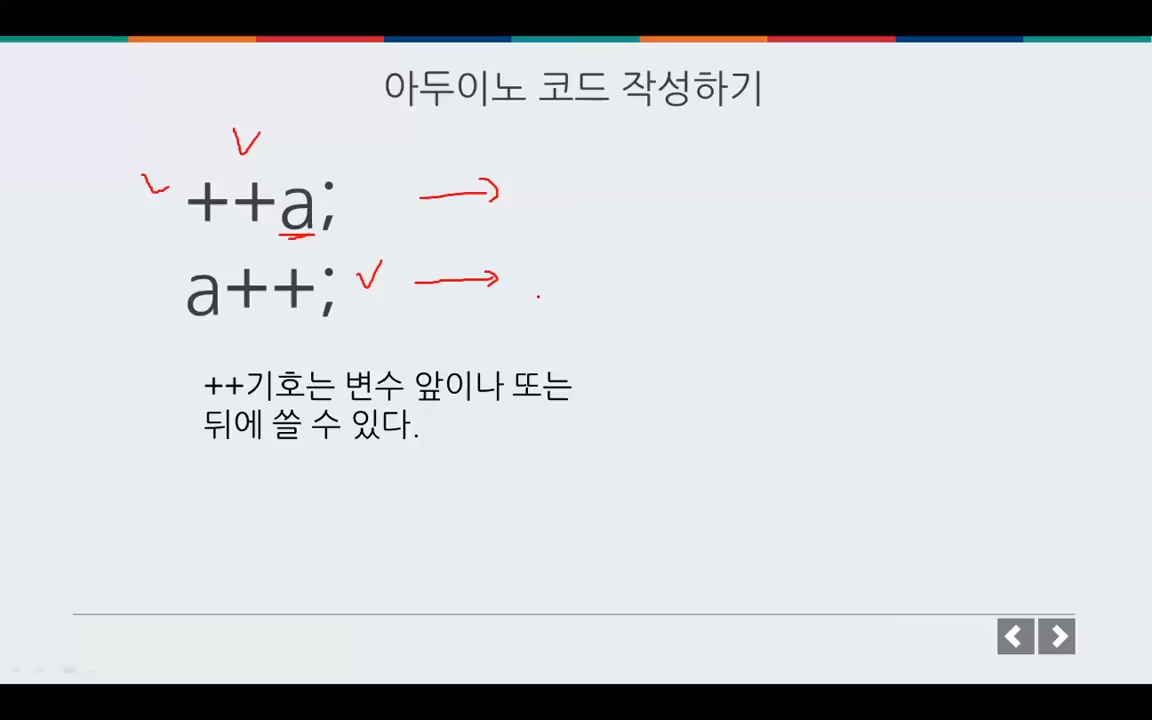 아두이노 코드 작성하기
++a;
a++;
++기호는 변수 앞이나 또는
뒤에 쓸 수 있다.